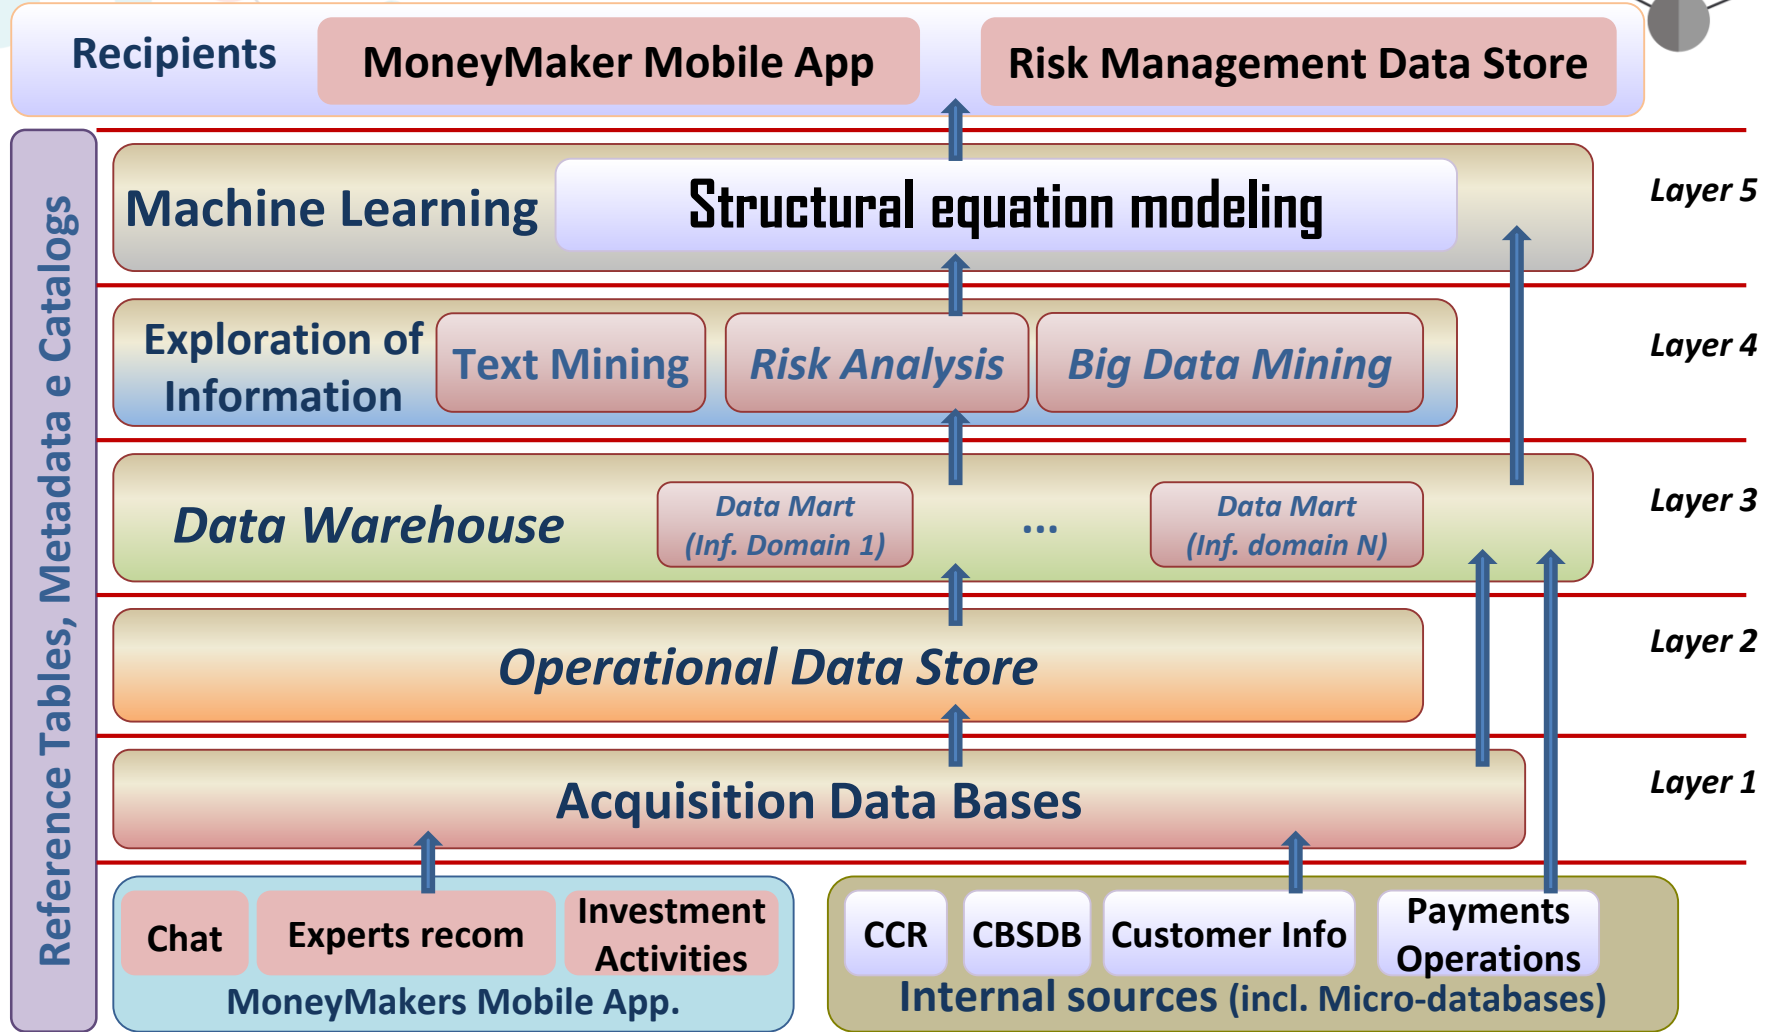 Recipients
MoneyMaker Mobile App
Risk Management Data Store
Reference Tables, Metadata e Catalogs
Machine Learning
Structural equation modeling
Layer 5
Exploration of
Information
Text Mining
Risk Analysis
Big Data Mining
Layer 4
Data Warehouse
Data Mart
(Inf. Domain 1)
...
Data Mart
(Inf. domain N)
Layer 3
Operational Data Store
Layer 2
Acquisition Data Bases
Layer 1
Chat
Experts recom
Investment
Activities
MoneyMakers Mobile App.
CCR
CBSDB
Customer Info
Payments
Operations
Internal sources (incl. Micro-databases)